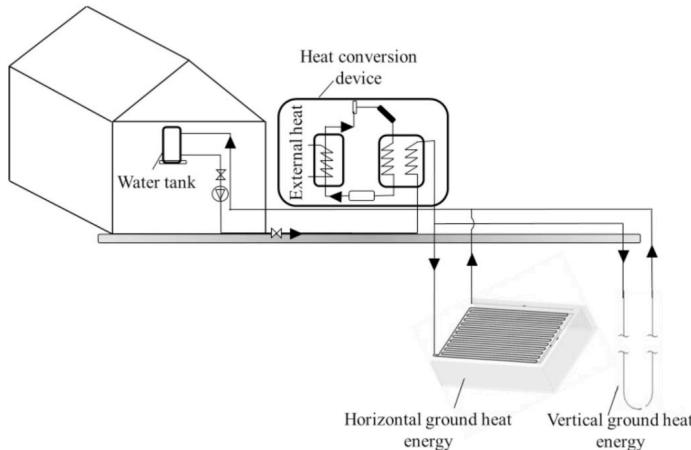 Heat conversion
device
External heat
Water tank
Horizontal ground heat
energy
Vertical ground heat
energy